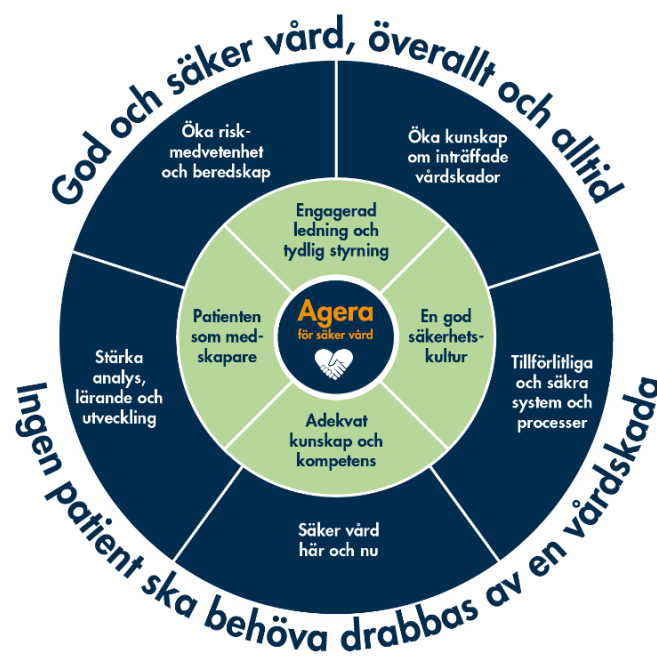 God och säker vård, överallt och alltid
Öka risk-
medvetenhet
och beredskap
Öka kunskap
om inträffade
vårdskador
Engagerad
ledning och
tydlig styrning
Patienten
som med-
skapare
Agera
för säker vård
En god
säkerhets-
kultur
Stärka
analys,
lärande och
utveckling
Tillförlitliga
och säkra
system och
processer
Adekvat
kunskap och
kompetens
Säker vård
här och nu
Ingen patient ska behöva drabbas av en vårdskada